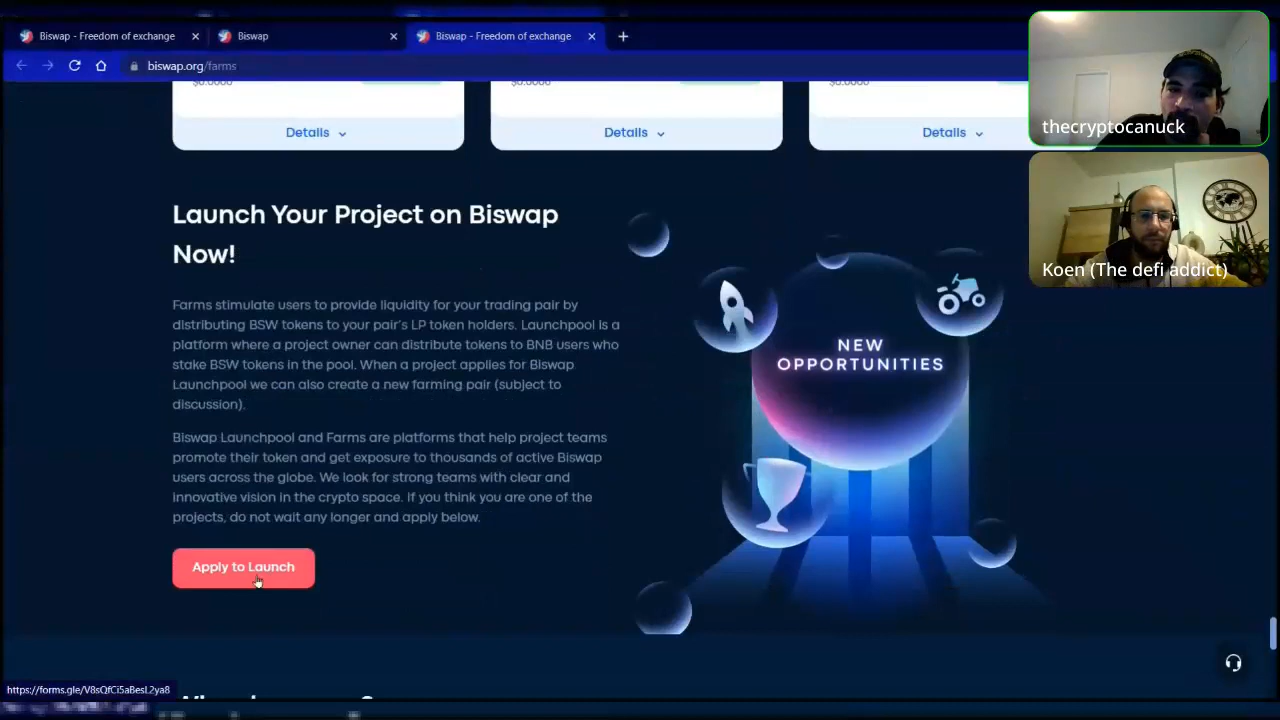 Biswap - Freedom of exchange
Biswap
Biswap - Freedom of exchange
biswap.org/farms
$0.0000
$0.0000
$0.0000
Details
Details
Details
thecryptocanuck
Koen (The defi addict)
Launch Your Project on Biswap
Now!
Farms stimulate users to provide liquidity for your trading pair by
distributing BSW tokens to your pair's LP token holders. Launchpool is a
platform where a project owner can distribute tokens to BNB users who
stake BSW tokens in the pool. When a project applies for Biswap
Launchpool we can also create a new farming pair (subject to
discussion).
Biswap Launchpool and Farms are platforms that help project teams
promote their token and get exposure to thousands of active Biswap
users across the globe. We look for strong teams with clear and
innovative vision in the crypto space. If you think you are one of the
projects, do not wait any longer and apply below.
Apply to Launch
NEW
OPPORTUNITIES
https://forms.gle/V8sQfCi5aBesL2ya8